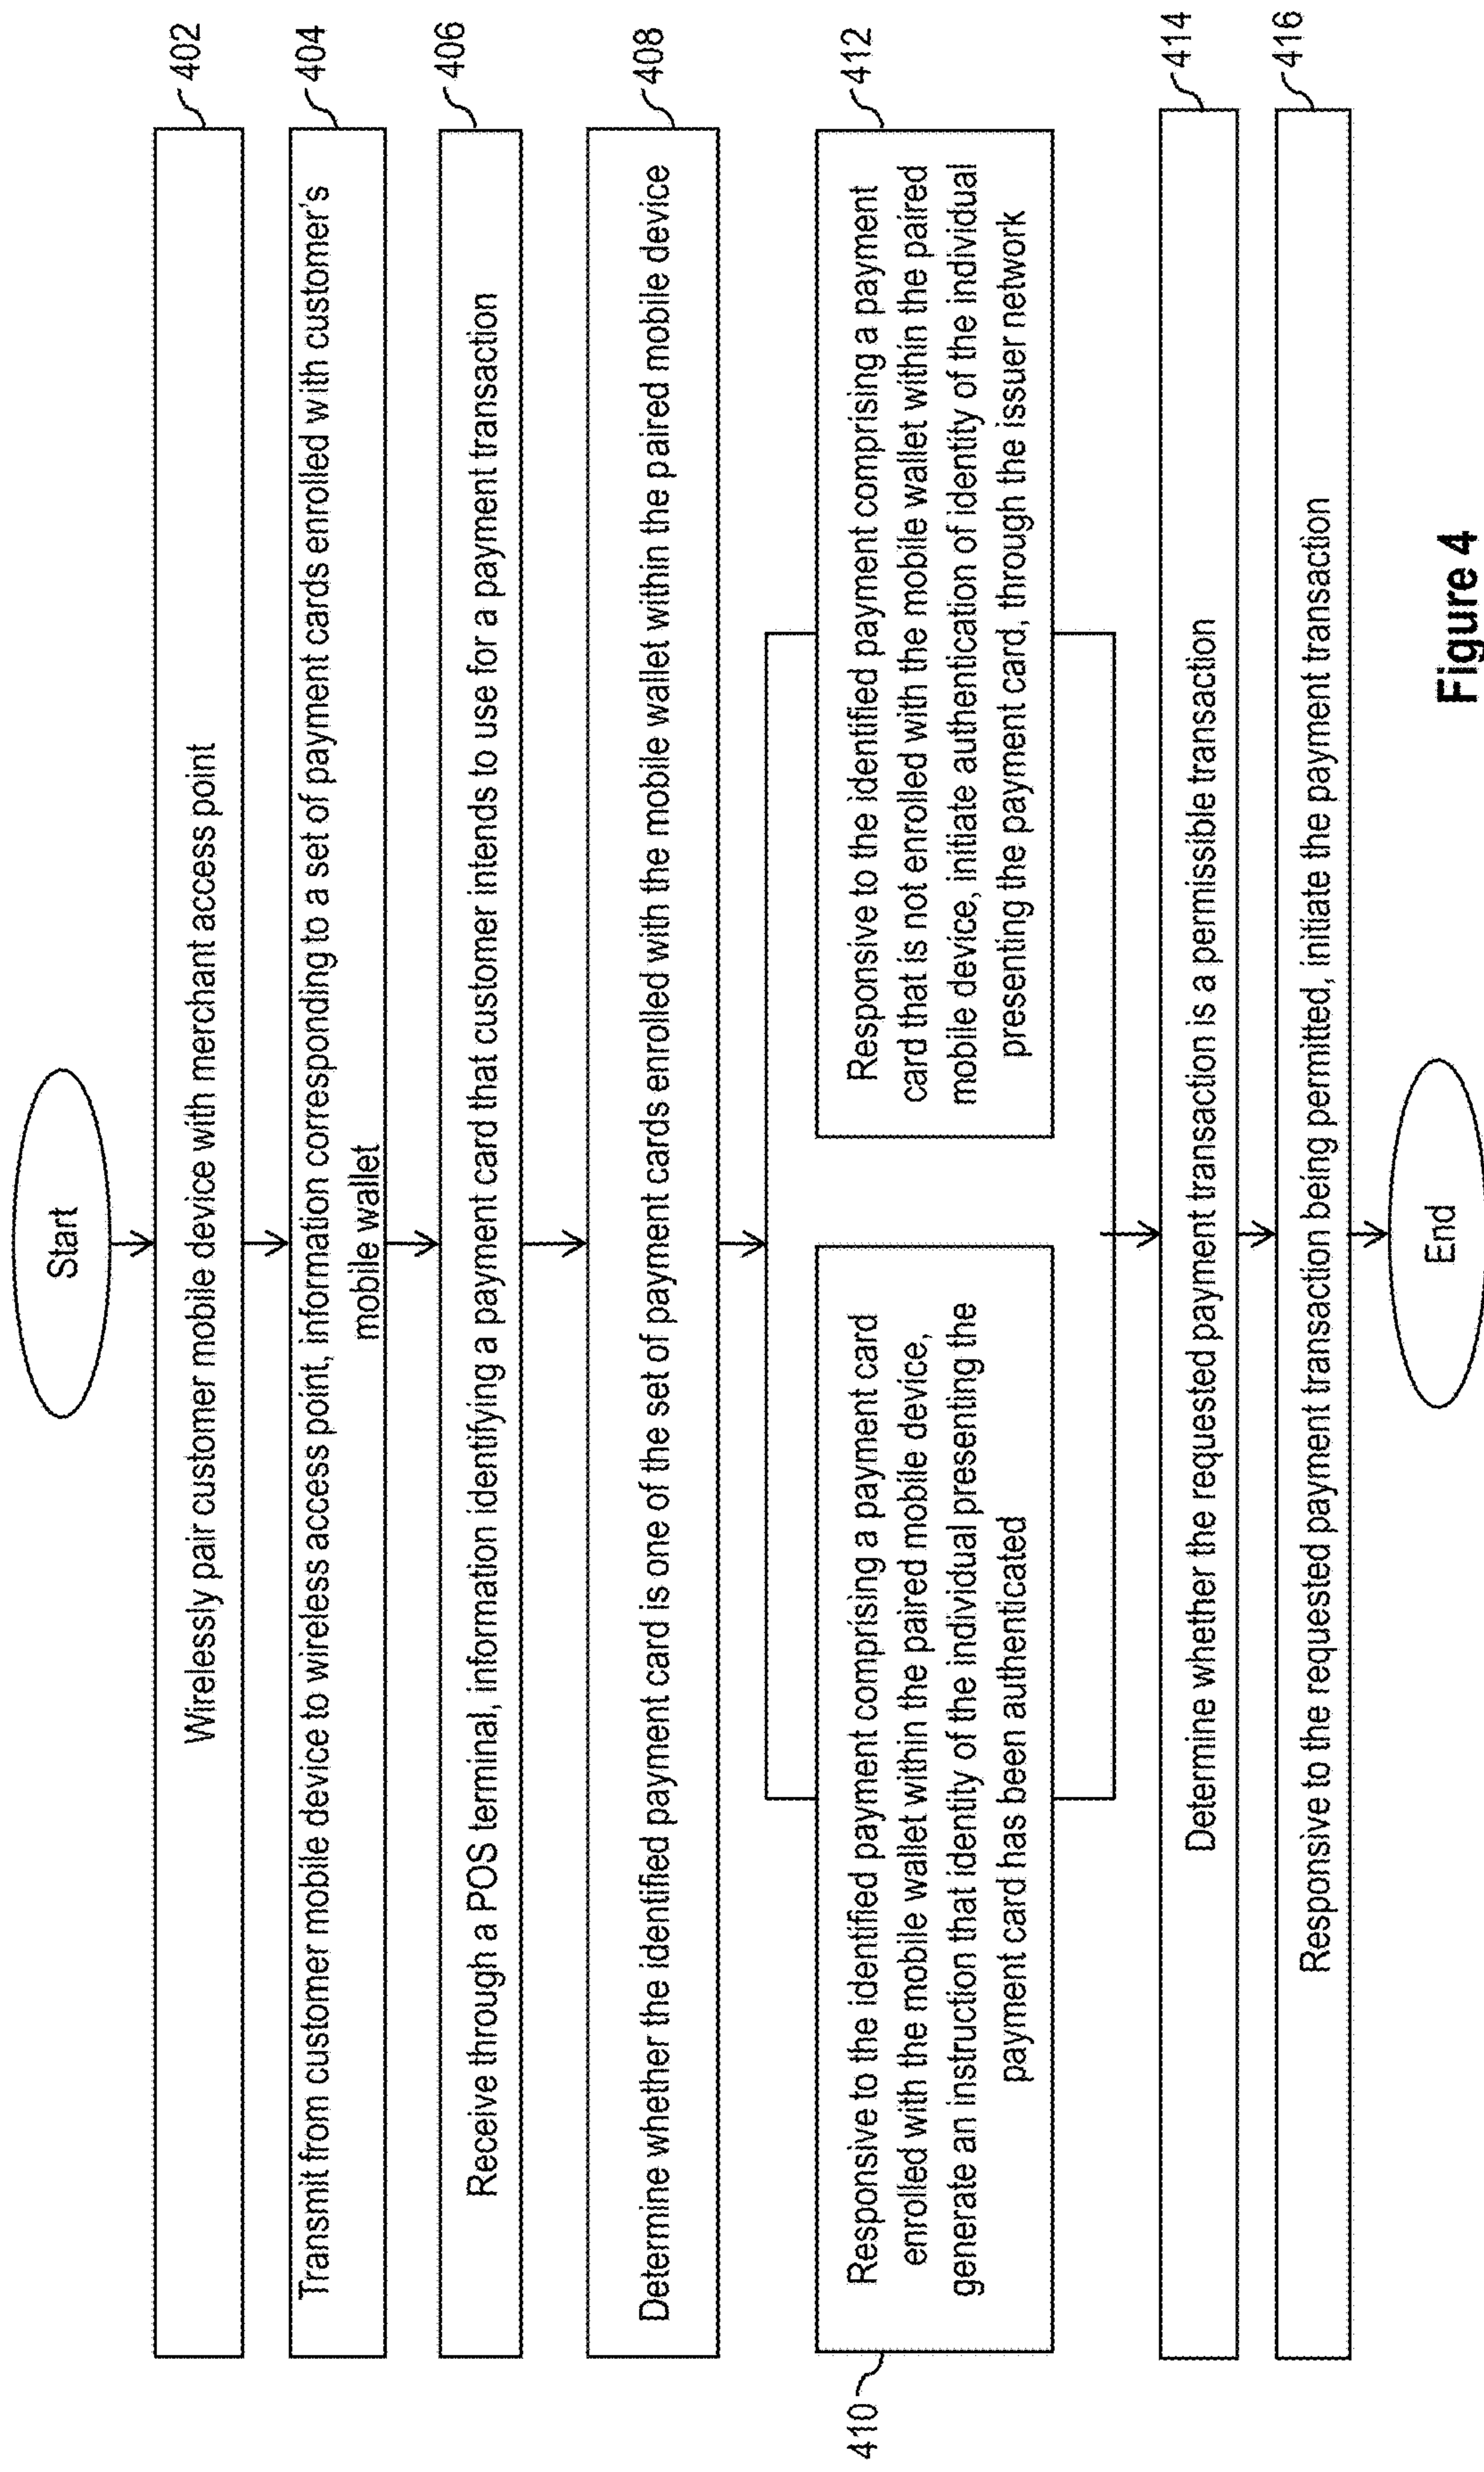 Start
402
Wirelessly pair customer mobile device with merchant access point
404
Transmit from customer mobile device to wireless access point, information corresponding to a set of payment cards enrolled with customer's
mobile wallet
406
Receive through a POS terminal, information identifying a payment card that customer intends to use for a payment transaction
408
Determine whether the identified payment card is one of the set of payment cards enrolled with the mobile wallet within the paired mobile device
410
Responsive to the identified payment comprising a payment card
enrolled with the mobile wallet within the paired mobile device,
generate an instruction that identity of the individual presenting the
payment card has been authenticated
412
Responsive to the identified payment comprising a payment
card that is not enrolled with the mobile wallet within the paired
mobile device, initiate authentication of identity of the individual
presenting the payment card, through the issuer network
414
Determine whether the requested payment transaction is a permissible transaction
416
Responsive to the requested payment transaction being permitted, initiate the payment transaction
End
Figure 4